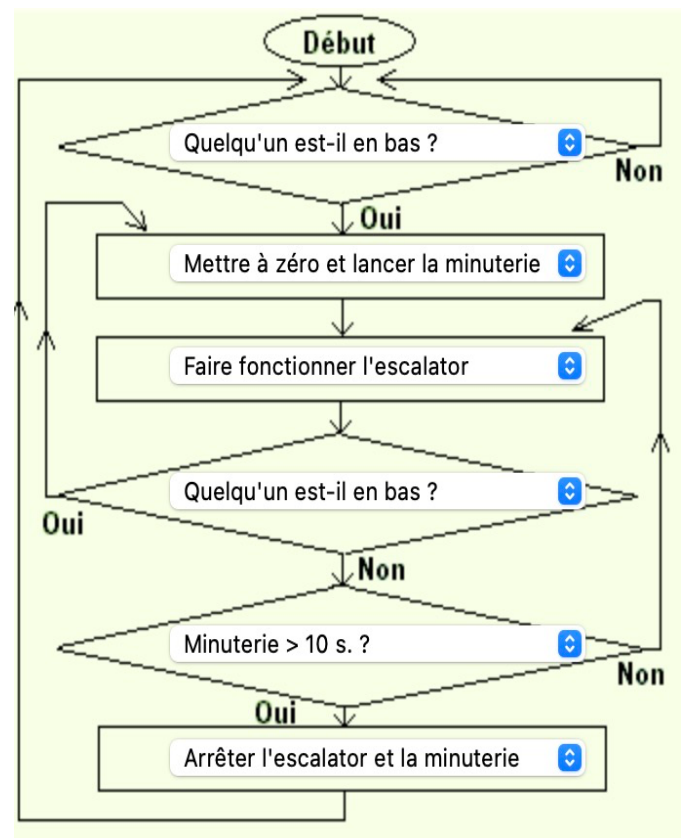 Début
Quelqu'un est-il en bas ?
Non
Oui
Mettre à zéro et lancer la minuterie
Faire fonctionner l'escalator
Quelqu'un est-il en bas ?
Oui
Non
Minuterie > 10 s. ?
Non
Oui
Arrêter l'escalator et la minuterie